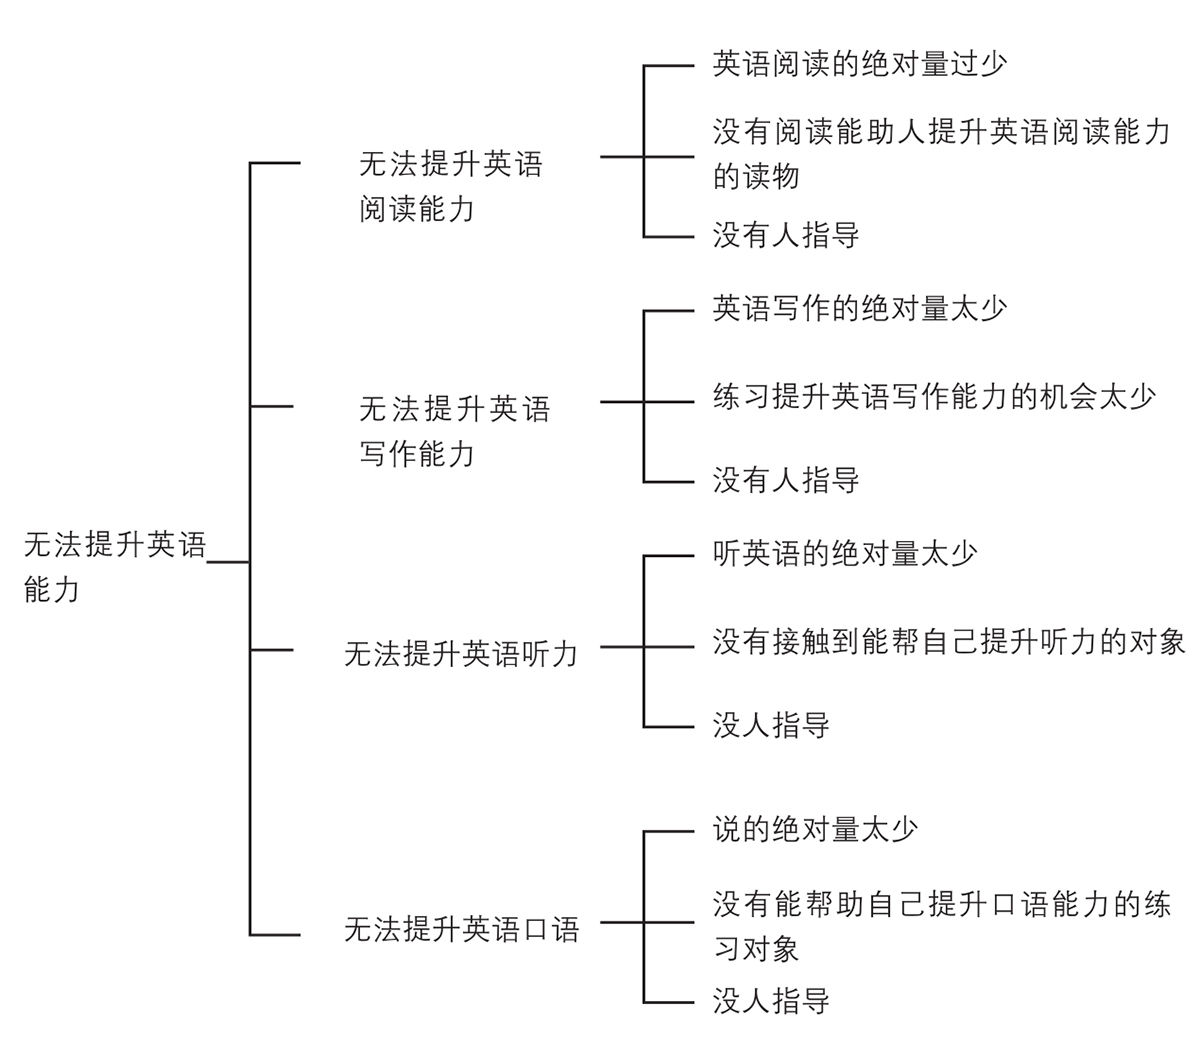 无法提升英语
能力
无法提升英语
阅读能力
英语阅读的绝对量过少
没有阅读能助人提升英语阅读能力
的读物
没有人指导
无法提升英语
写作能力
英语写作的绝对量太少
练习提升英语写作能力的机会太少
没有人指导
无法提升英语听力
听英语的绝对量太少
没有接触到能帮自己提升听力的对象
没人指导
无法提升英语口语
说的绝对量太少
没有能帮助自己提升口语能力的练
习对象
没人指导